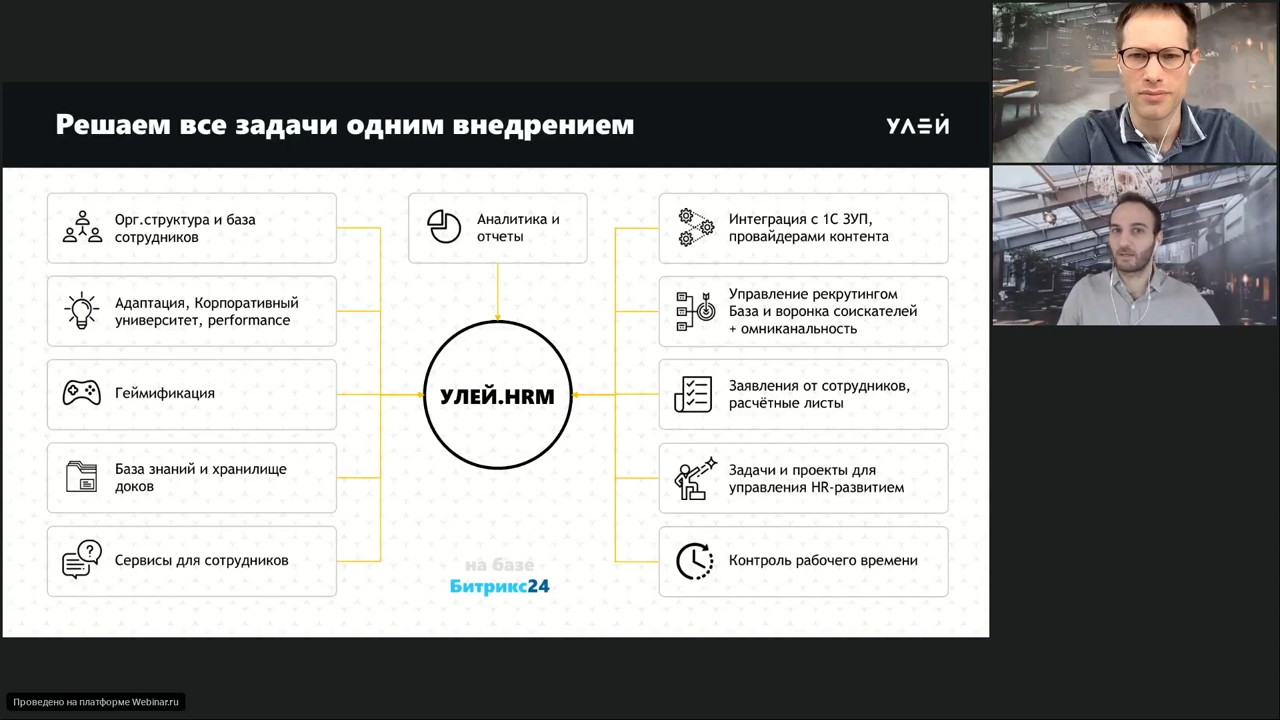 Решаем все задачи одним внедрением
УЛЕЙ
Орг.структура и база
сотрудников
Адаптация, Корпоративный
университет, performance
Геймификация
База знаний и хранилище
доков
Сервисы для сотрудников
Аналитика и
отчеты
УЛЕЙ.HRM
на базе
Битрикс24
Интеграция с 1С ЗУП,
провайдерами контента
Управление рекрутингом
База и воронка соискателей
+ омниканальность
Заявления от сотрудников,
расчётные листы
Задачи и проекты для
управления HR-развитием
Контроль рабочего времени
Проведено на платформе Webinar.ru